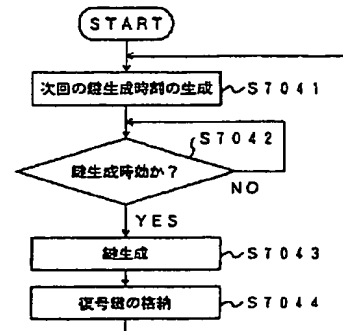 START
次回の鍵生成時刻の生成 S7041
S7042
鍵生成時効か？
NO
YES
鍵生成 S7043
復号鍵の格納 S7044